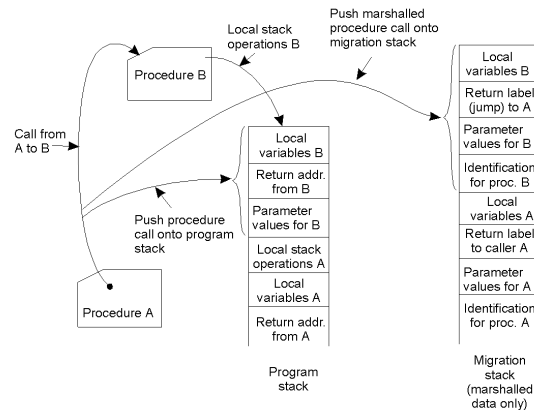 Push marshalled
procedure call onto
migration stack
Local stack
operations B
Procedure B
Call from
A to B
Push procedure
call onto program
stack
Procedure A
Local
variables B
Return addr.
from B
Parameter
values for B
Local stack
operations A
Local
variables A
Return addr.
from A
Program
stack
Local
variables B
Return label
(jump) to A
Parameter
values for B
Identification
for proc. B
Local
variables A
Return label
to caller A
Parameter
values for A
Identification
for proc. A
Migration
stack
(marshalled
data only)